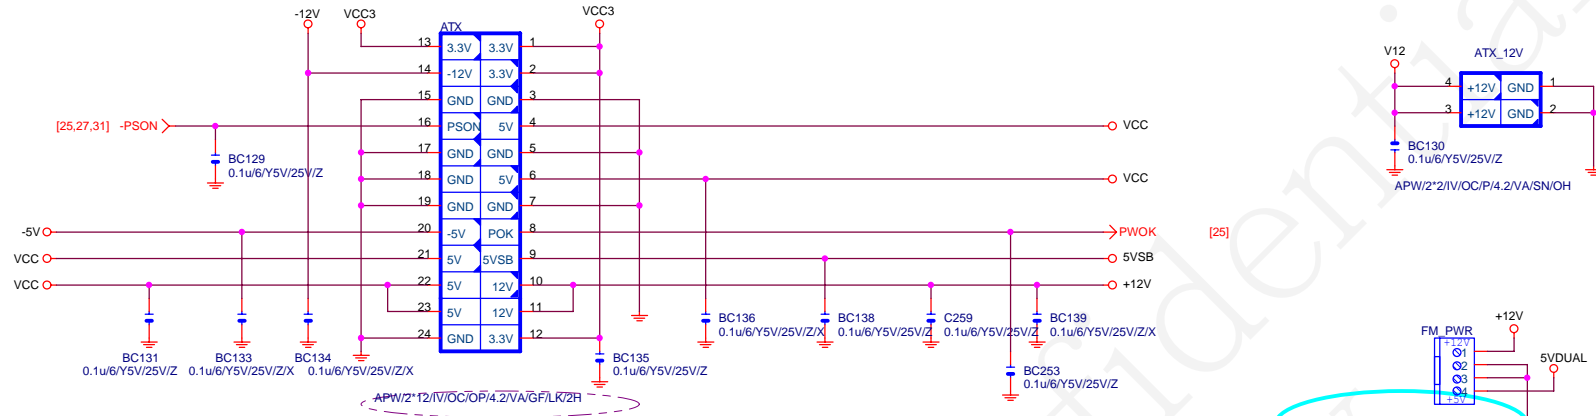 -12V
VCC3
VCC3
ATX
13 3.3V 3.3V 1
14 -12V 3.3V 2
15 GND GND 3
[25,27,31] -PSON 16 PSON 5V 4 VCC
17 GND GND 5
18 GND 5V 6 VCC
19 GND GND 7
-5V 20 -5V POK 8 PWOK [25]
VCC 21 5V 5VSB 9 5VSB
VCC 22 5V 12V 10 +12V
23 5V 12V 11
24 GND 3.3V 12
BC129
0.1u/6/Y5V/25V/Z
BC131
0.1u/6/Y5V/25V/Z
BC133
0.1u/6/Y5V/25V/Z/X
BC134
0.1u/6/Y5V/25V/Z/X
BC135
0.1u/6/Y5V/25V/Z
BC136
0.1u/6/Y5V/25V/Z/X
BC138
0.1u/6/Y5V/25V/Z
C259
0.1u/6/Y5V/25V/Z
BC139
0.1u/6/Y5V/25V/Z/X
BC253
0.1u/6/Y5V/25V/Z
APW/2*12/IV/OC/OP/4.2/VA/GF/LK/2H
V12
ATX_12V
4 +12V GND 1
3 +12V GND 2
BC130
0.1u/6/Y5V/25V/Z
APW/2*2/IV/OC/P/4.2/VA/SN/OH
+12V
FM_PWR
+12V
1
2
3
4
+5V
5VDUAL